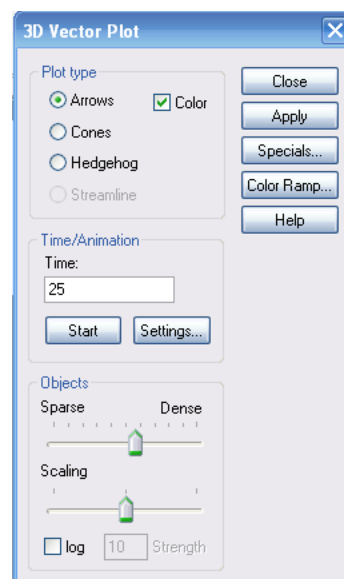 3D Vector Plot
Plot type
Arrows
Color
Cones
Hedgehog
Streamline
Close
Apply
Specials...
Color Ramp...
Help
Time/Animation
Time:
25
Start
Settings...
Objects
Sparse
Dense
Scaling
log
10
Strength